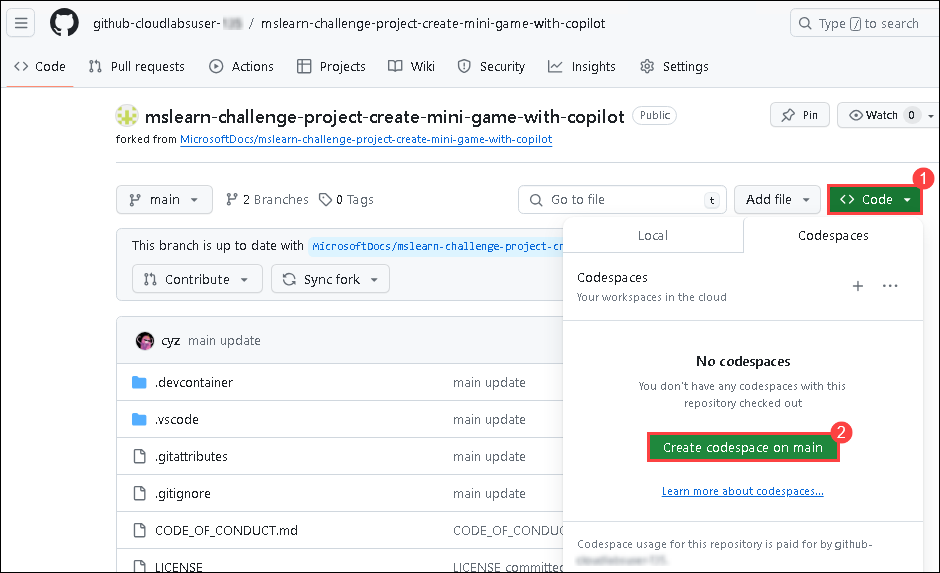 github-cloudlabsuser- / mslearn-challenge-project-create-mini-game-with-copilot
Type / to search
Code Pull requests Actions Projects Wiki Security Insights Settings
mslearn-challenge-project-create-mini-game-with-copilot Public
Pin Watch 0
forked from MicrosoftDocs/mslearn-challenge-project-create-mini-game-with-copilot
1
main 2 Branches 0 Tags Go to file t Add file <> Code
Local Codespaces
This branch is up to date with MicrosoftDocs/mslearn-challenge-project-cr
Contribute Sync fork
Codespaces
Your workspaces in the cloud
+ ...
cyz main update
No codespaces
You don't have any codespaces with this
repository checked out
.devcontainer main update
.vscode main update
2
Create codespace on main
.gitattributes main update
.gitignore main update
Learn more about codespaces...
CODE_OF_CONDUCT.md CODE_OF_CONDUC
Codespace usage for this repository is paid for by github-
LICENSE LICENSE committed